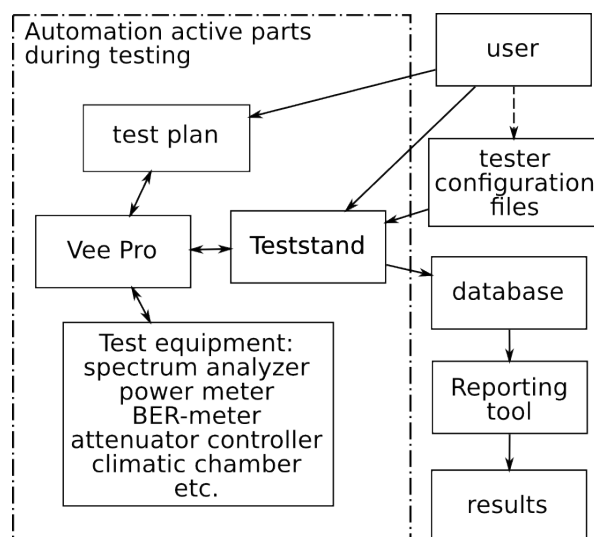 Automation active parts
during testing
user
test plan
tester
configuration
files
Vee Pro
Teststand
database
Test equipment:
spectrum analyzer
power meter
BER-meter
attenuator controller
climatic chamber
etc.
Reporting
tool
results